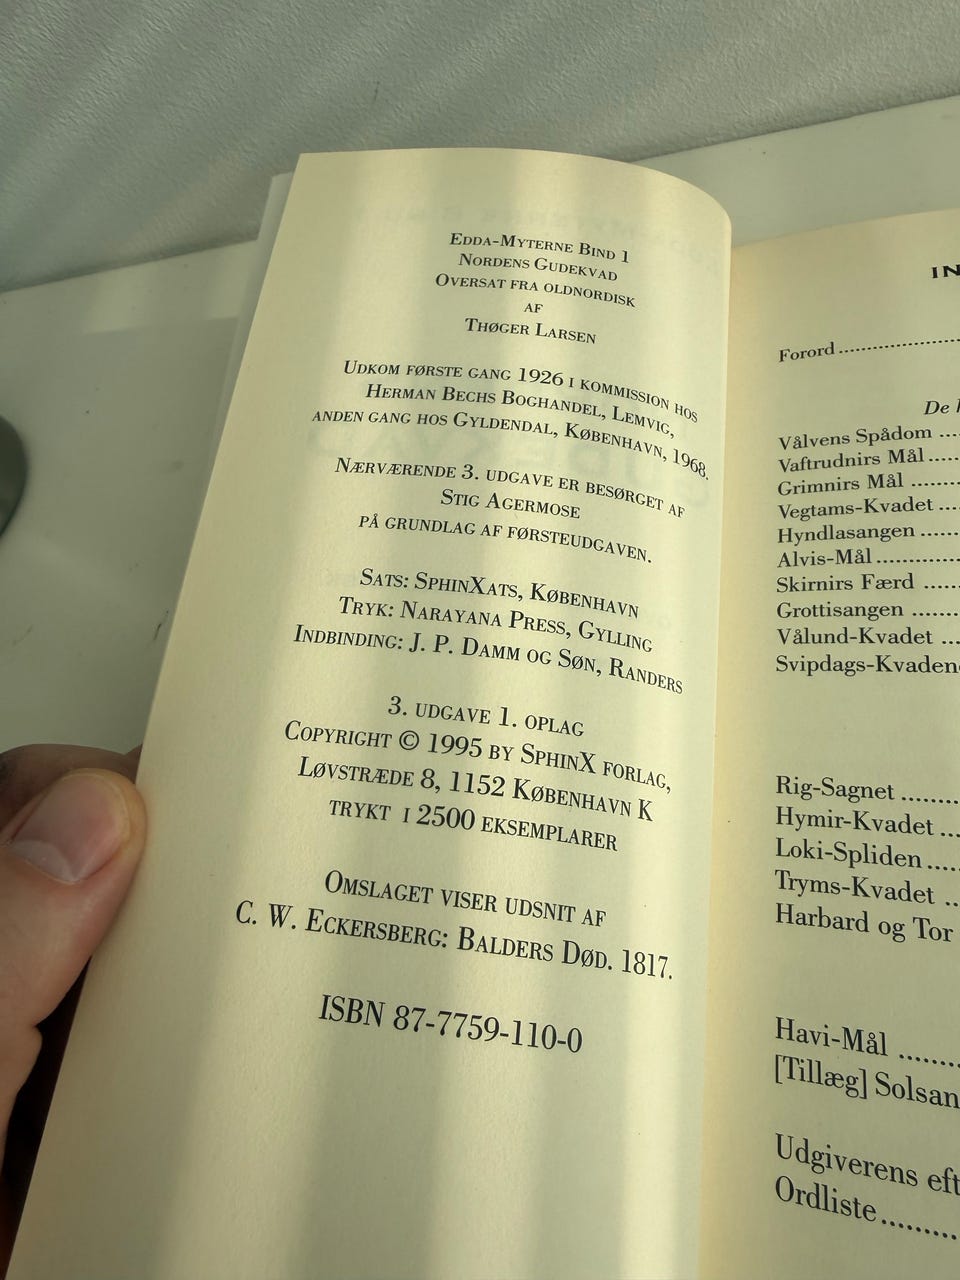 Edda-Myterne Bind 1
Nordens Gudekvad
Oversat fra oldnordisk
af
Thøger Larsen
Udkom første gang 1926 i kommission hos
Herman Bechs Boghandel, Lemvig,
anden gang hos Gyldendal, København, 1968.
Nærværende 3. udgave er besørget af
Stig Agermose
på grundlag af førsteudgaven.
Sats: SphinXats, København
Tryk: Narayana Press, Gylling
Indbinding: J. P. Damm og Søn, Randers
3. udgave 1. oplag
Copyright © 1995 by SphinX forlag,
Løvstræde 8, 1152 København K
trykt i 2500 eksemplarer
Omslaget viser udsnit af
C. W. Eckersberg: Balders Død. 1817.
ISBN 87-7759-110-0
Forord
De
Vålvens Spådom
Vaftrudnirs Mål
Grimnirs Mål
Vegtams-Kvadet
Hyndlasangen
Alvis-Mål
Skirnirs Færd
Grottisangen
Vålund-Kvadet
Svipdags-Kvadene
Rig-Sagnet
Hymir-Kvadet
Loki-Spliden
Tryms-Kvadet
Harbard og Tor
Havi-Mål
[Tillæg] Solsan
Udgiverens eft
Ordliste